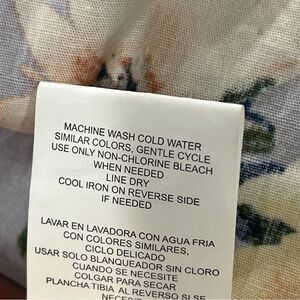 MACHINE WASH COLD WATER
SIMILAR COLORS, GENTLE CYCLE
USE ONLY NON-CHLORINE BLEACH
WHEN NEEDED
LINE DRY
COOL IRON ON REVERSE SIDE
IF NEEDED
LAVAR EN LAVADORA CON AGUA FRIA
CON COLORES SIMILARES,
CICLO DELICADO
USAR SOLO BLANQUEADOR SIN CLORO
CUANDO SE NECESITE
COLGAR PARA SECAR
PLANCHA TIBIA AL REVERSO SI SE